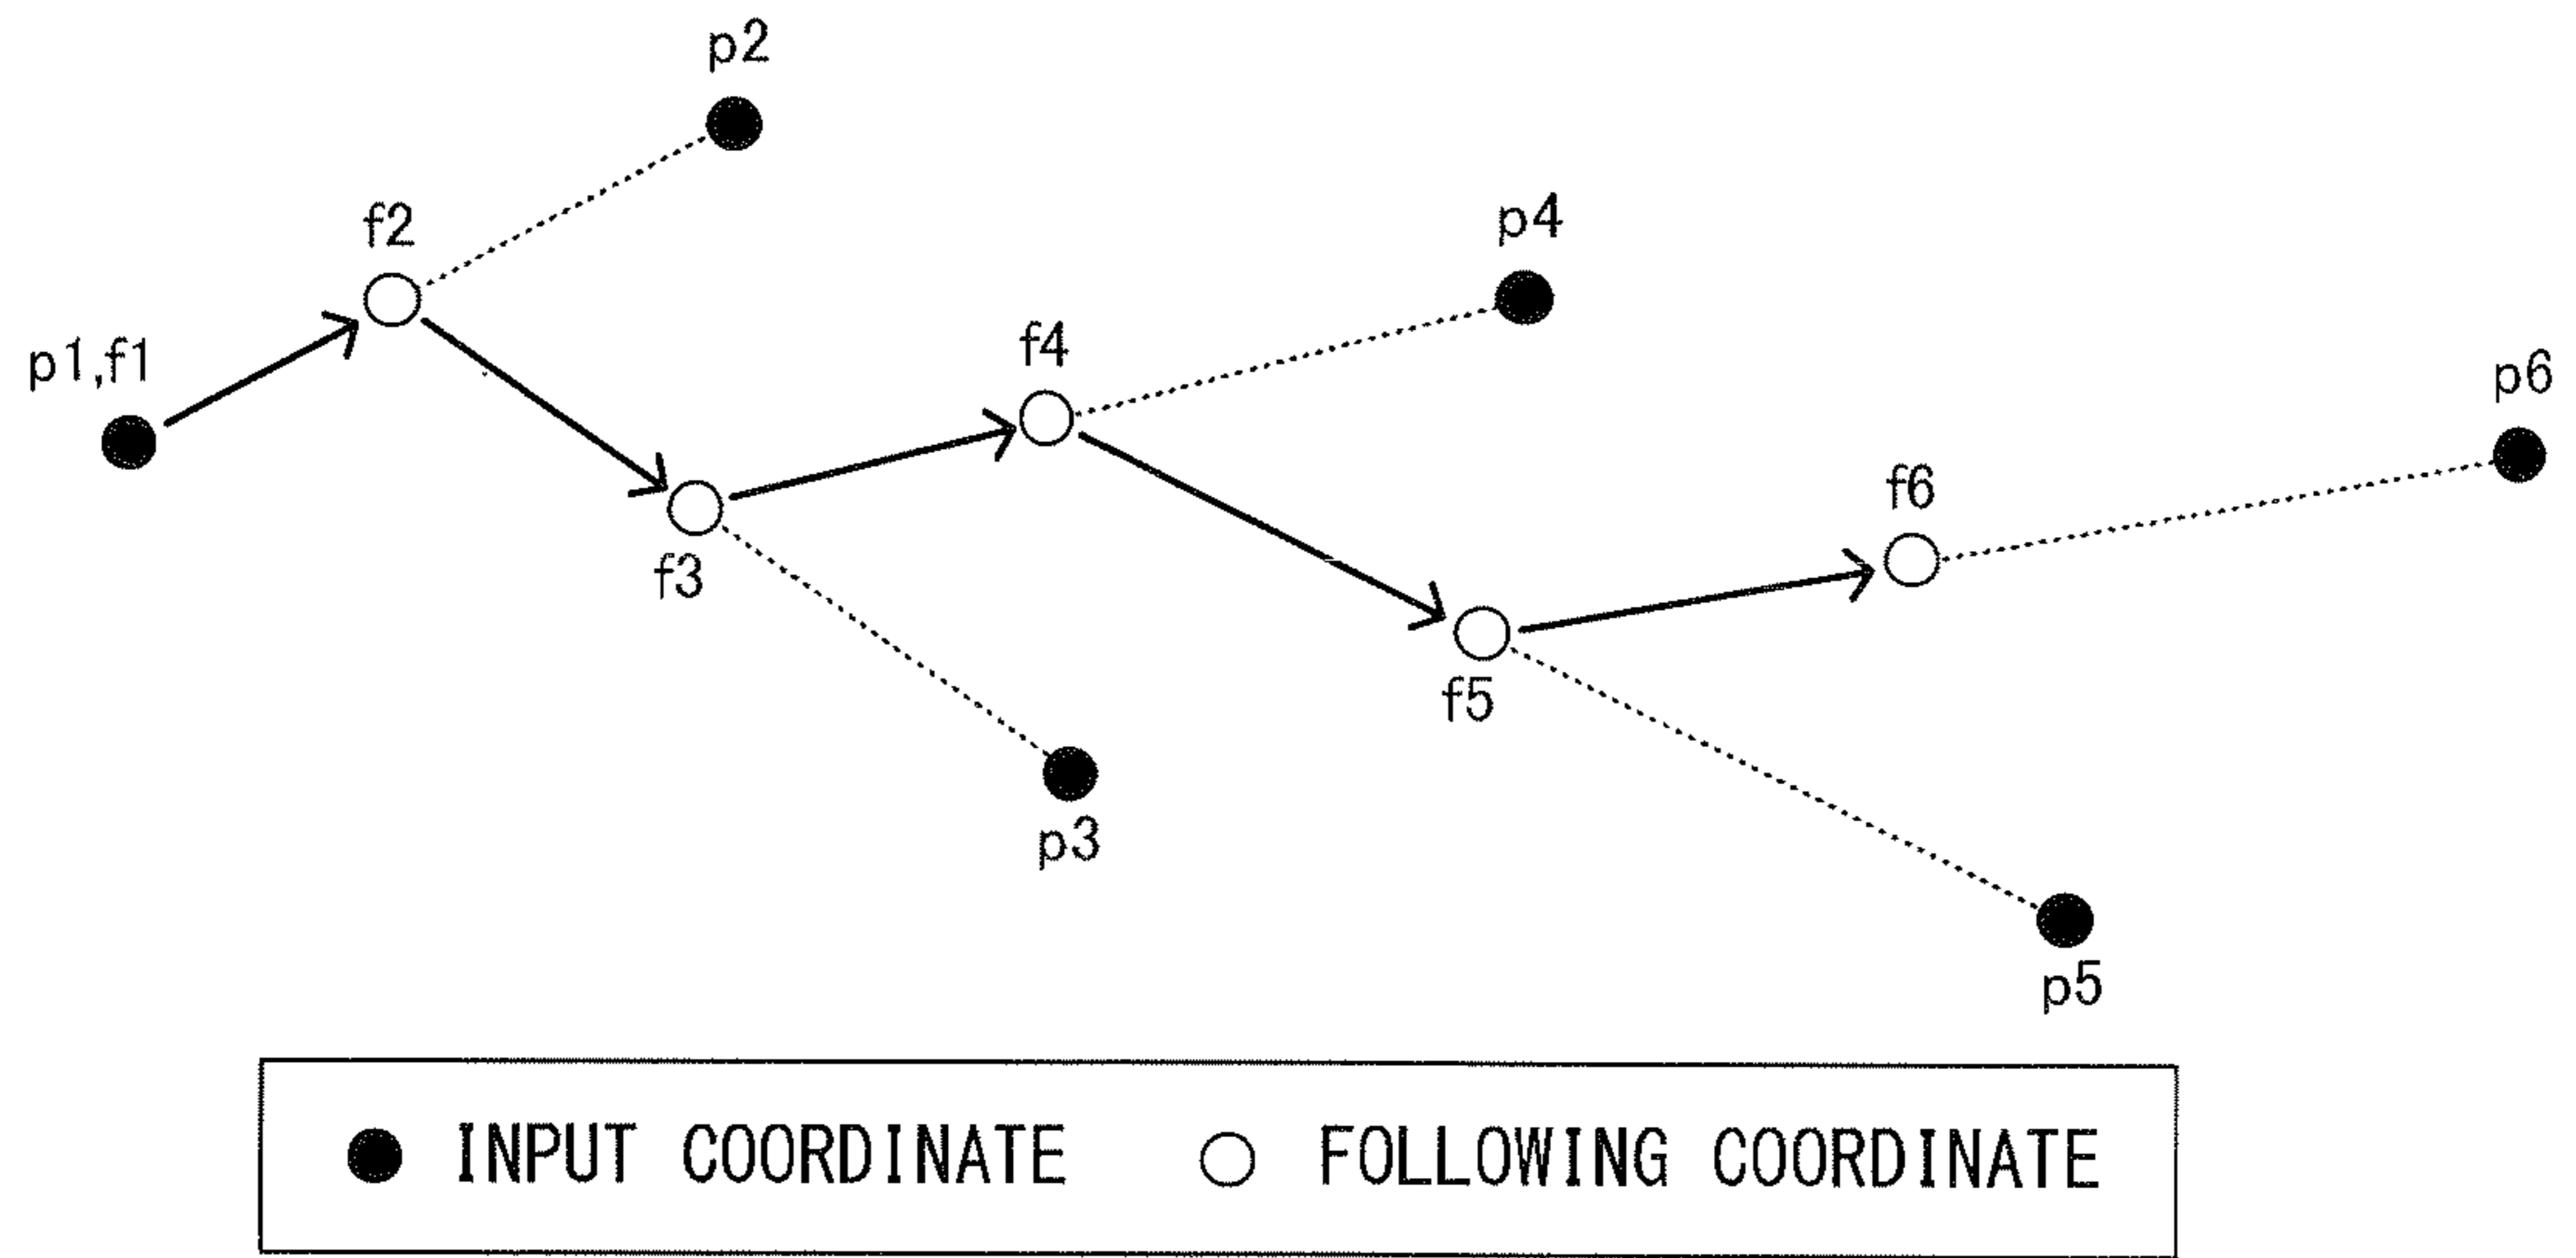 p2
p4
f2
f4
p1,f1
p6
f6
f3
f5
p3
p5
INPUT COORDINATE
FOLLOWING COORDINATE